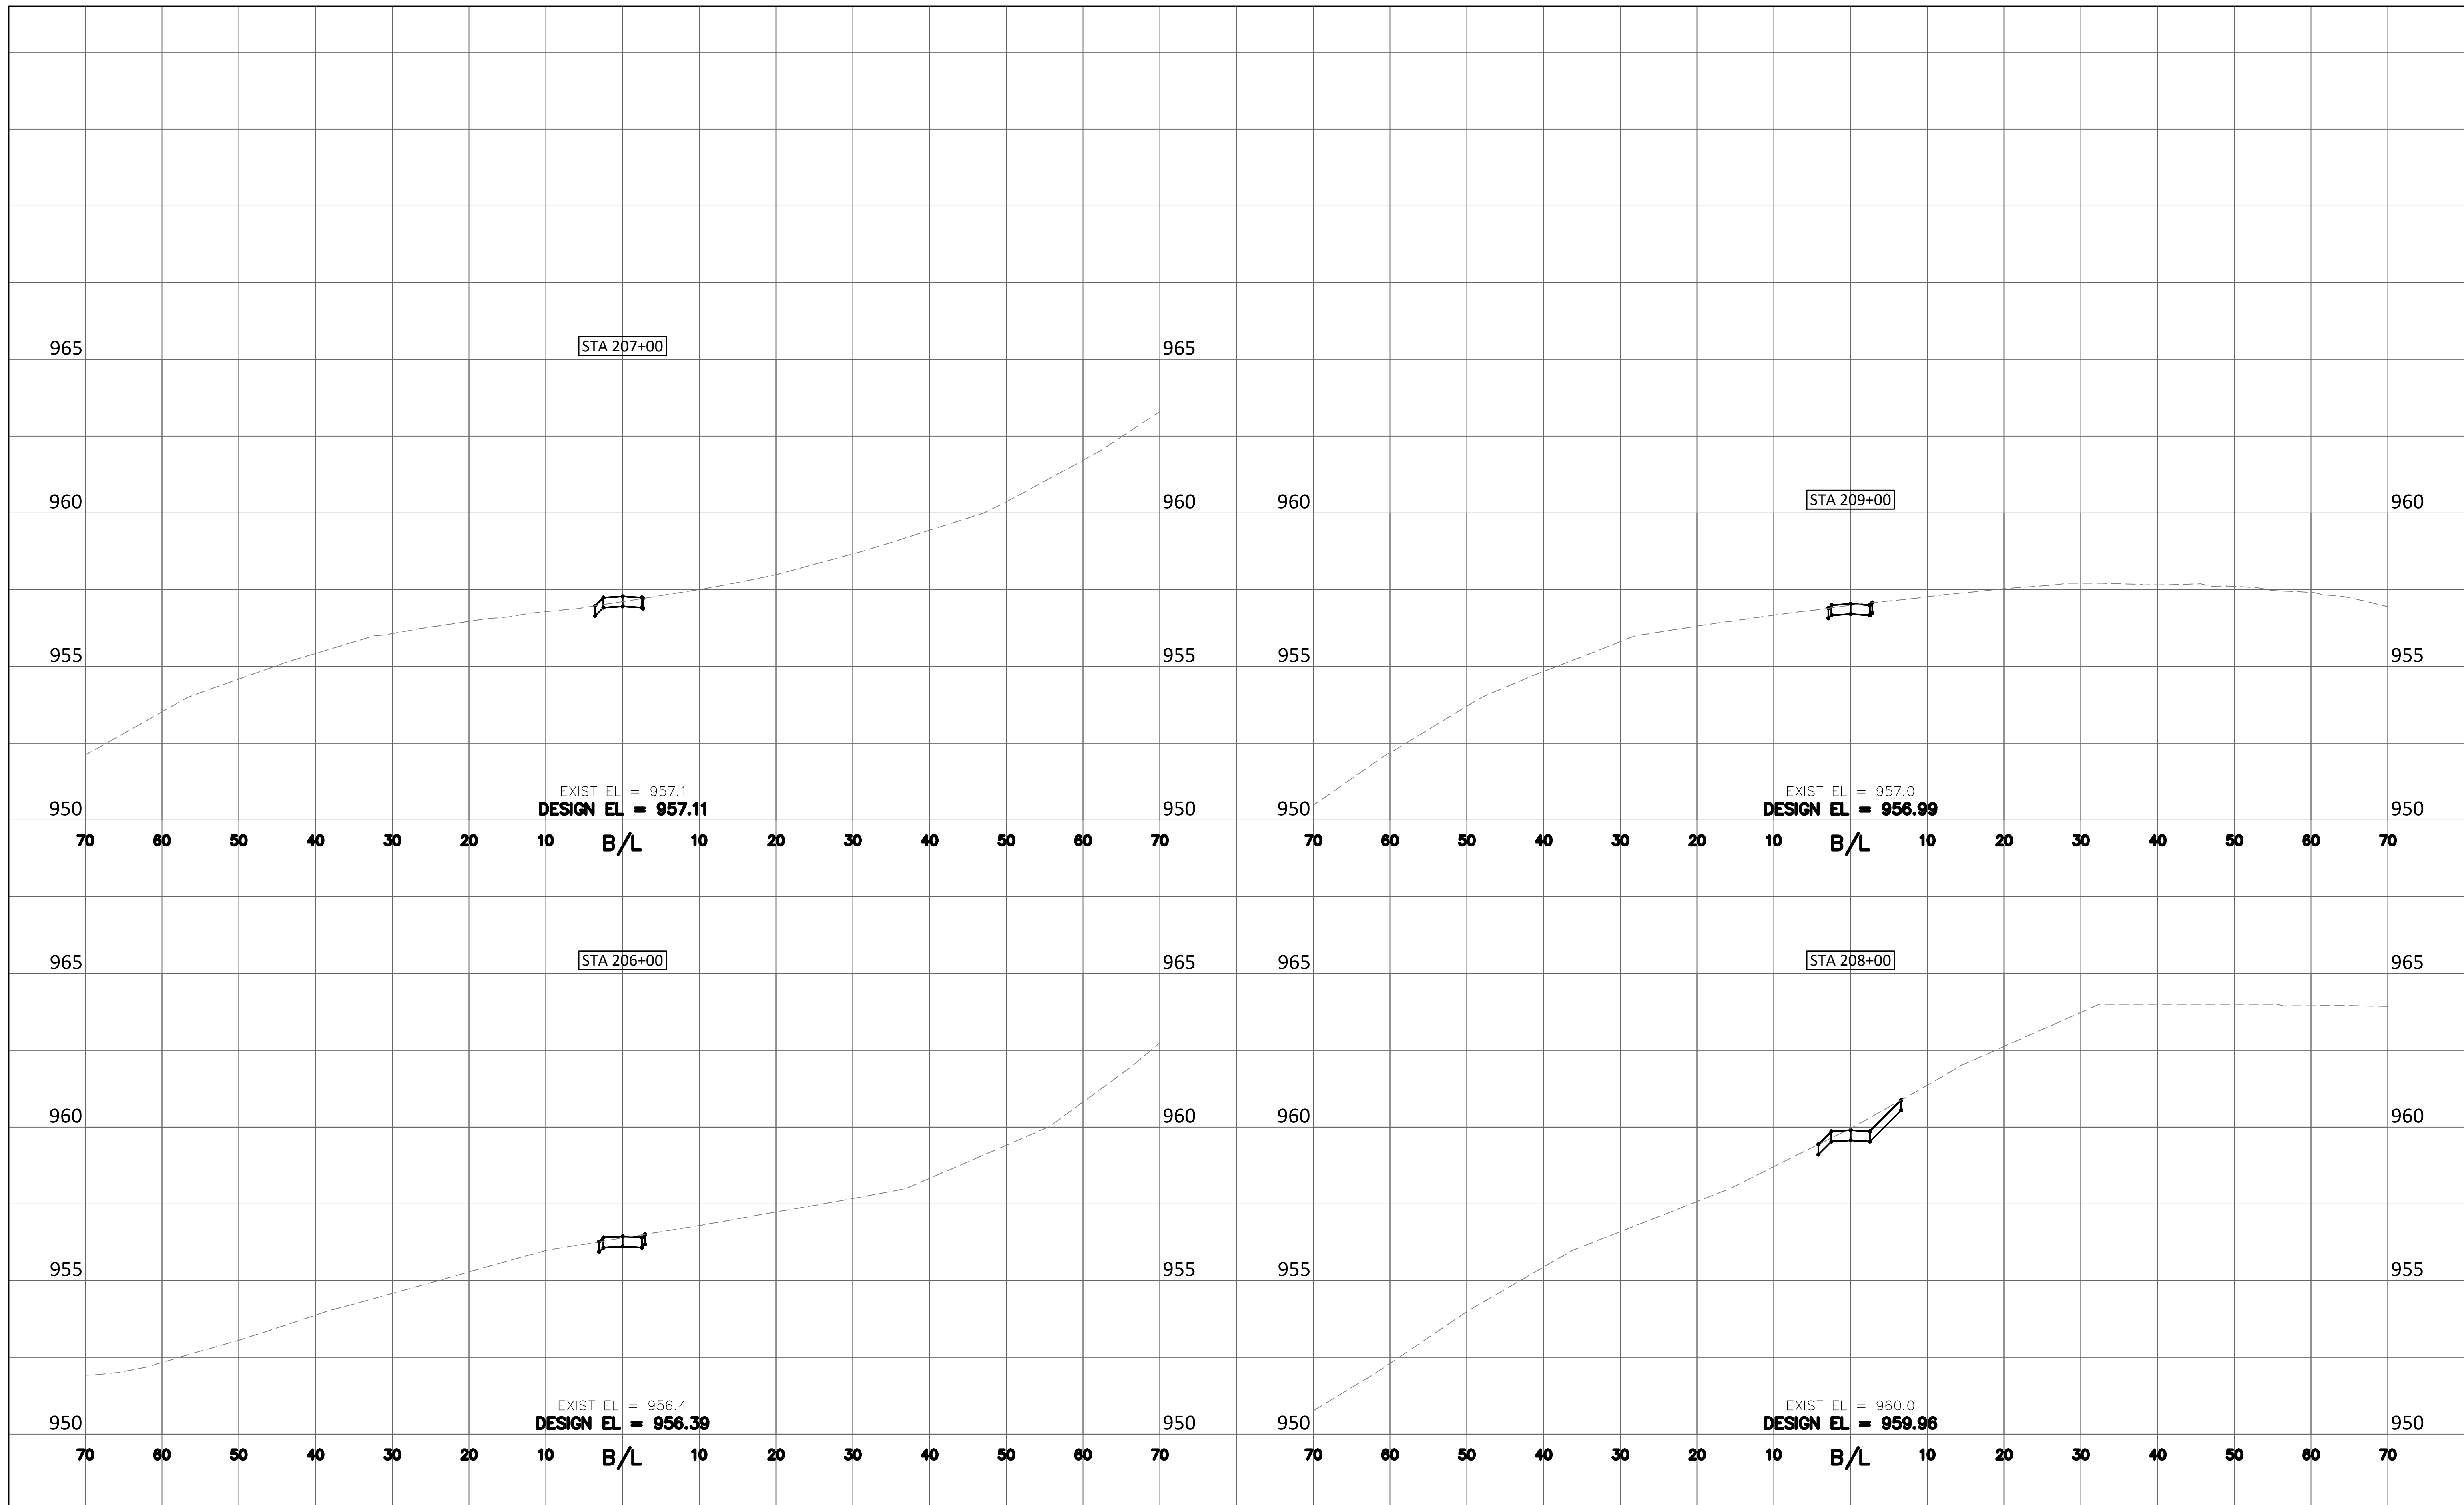 STA 207+00
965 965
960 960
955 955
EXIST EL = 957.1
DESIGN EL = 957.11
950 950
70 60 50 40 30 20 10 B/L 10 20 30 40 50 60 70
STA 209+00
960 960
955 955
EXIST EL = 957.0
DESIGN EL = 956.99
950 950
70 60 50 40 30 20 10 B/L 10 20 30 40 50 60 70
STA 206+00
965 965
960 960
955 955
EXIST EL = 956.4
DESIGN EL = 956.39
950 950
70 60 50 40 30 20 10 B/L 10 20 30 40 50 60 70
STA 208+00
965 965
960 960
955 955
EXIST EL = 960.0
DESIGN EL = 959.96
950 950
70 60 50 40 30 20 10 B/L 10 20 30 40 50 60 70